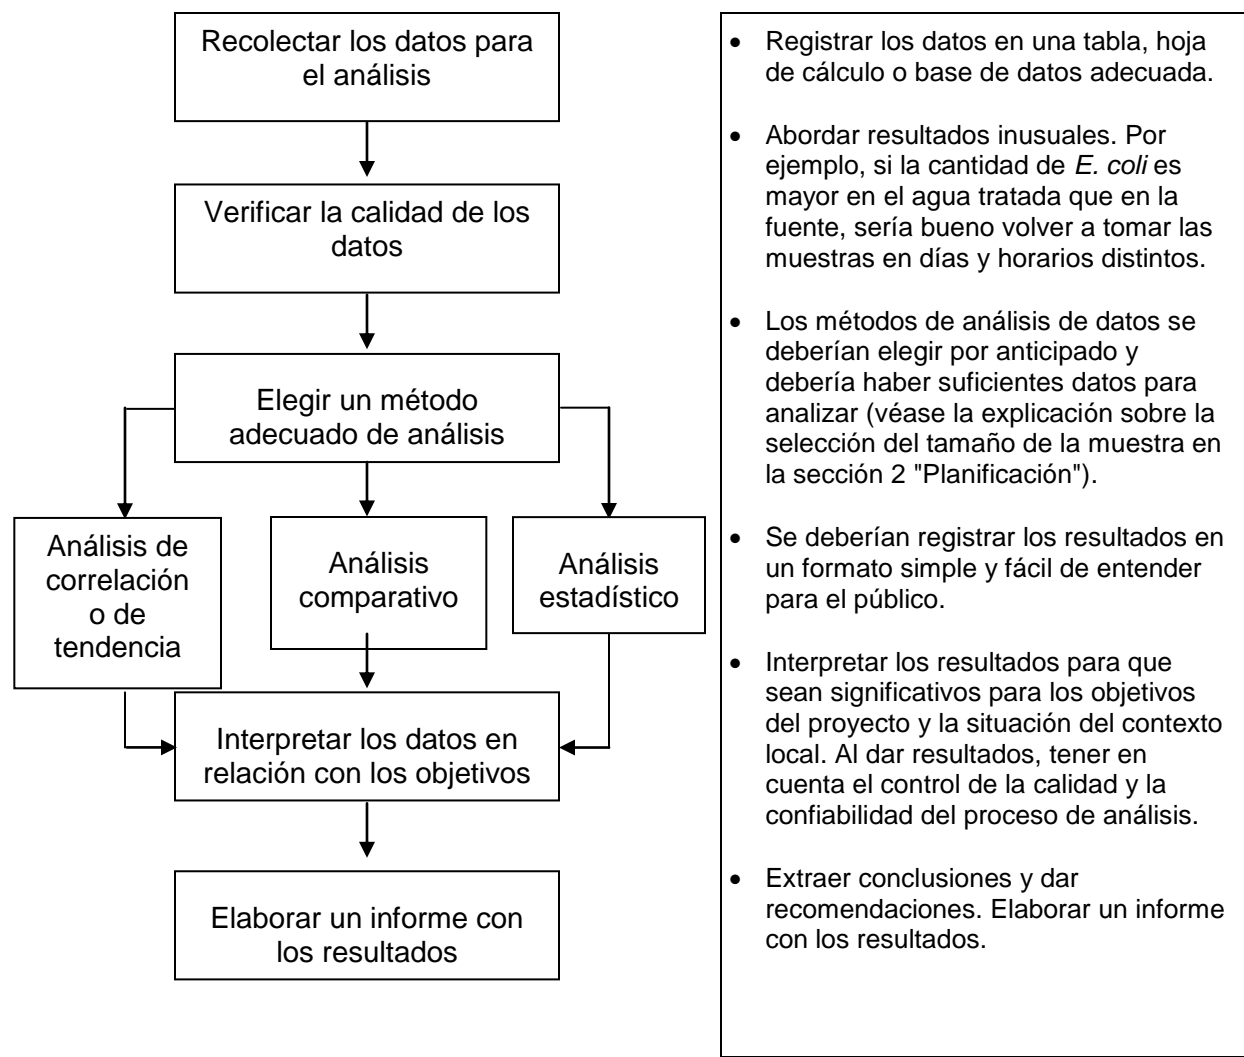 Recolectar los datos para
el análisis
Verificar la calidad de los
datos
Elegir un método
adecuado de análisis
Análisis de
correlación
o de
tendencia
Análisis
comparativo
Análisis
estadístico
Interpretar los datos en
relación con los objetivos
Elaborar un informe con
los resultados
• Registrar los datos en una tabla, hoja
de cálculo o base de datos adecuada.
• Abordar resultados inusuales. Por
ejemplo, si la cantidad de E. coli es
mayor en el agua tratada que en la
fuente, sería bueno volver a tomar las
muestras en días y horarios distintos.
• Los métodos de análisis de datos se
deberían elegir por anticipado y
debería haber suficientes datos para
analizar (véase la explicación sobre la
selección del tamaño de la muestra en
la sección 2 "Planificación").
• Se deberían registrar los resultados en
un formato simple y fácil de entender
para el público.
• Interpretar los resultados para que
sean significativos para los objetivos
del proyecto y la situación del contexto
local. Al dar resultados, tener en
cuenta el control de la calidad y la
confiabilidad del proceso de análisis.
• Extraer conclusiones y dar
recomendaciones. Elaborar un informe
con los resultados.